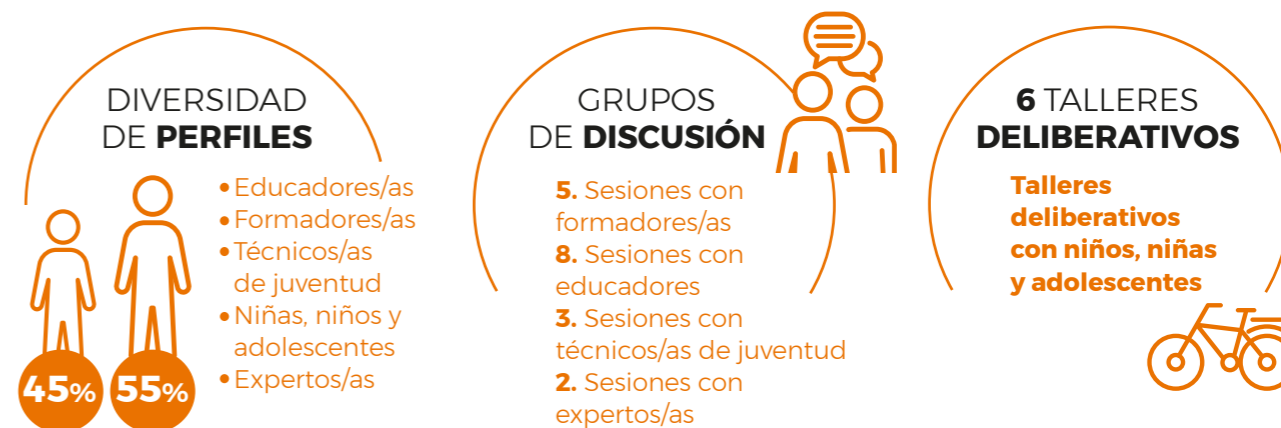 DIVERSIDAD
DE PERFILES
• Educadores/as
• Formadores/as
• Técnicos/as
de juventud
• Niñas, niños y
adolescentes
• Expertos/as
45%
55%
GRUPOS
DE DISCUSIÓN
5. Sesiones con
formadores/as
8. Sesiones con
educadores
3. Sesiones con
técnicos/as de juventud
2. Sesiones con
expertos/as
6 TALLERES
DELIBERATIVOS
Talleres
deliberativos
con niños, niñas
y adolescentes